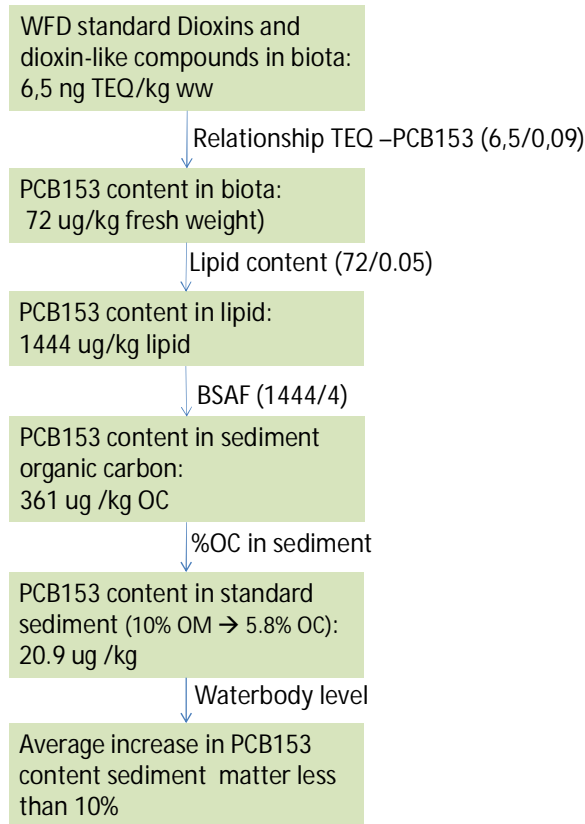 WFD standard Dioxins and
dioxin-like compounds in biota:
6,5 ng TEQ/kg ww
Relationship TEQ –PCB153 (6,5/0,09)
PCB153 content in biota:
72 ug/kg fresh weight)
Lipid content (72/0.05)
PCB153 content in lipid:
1444 ug/kg lipid
BSAF (1444/4)
PCB153 content in sediment
organic carbon:
361 ug /kg OC
%OC in sediment
PCB153 content in standard
sediment (10% OM → 5.8% OC):
20.9 ug /kg
Waterbody level
Average increase in PCB153
content sediment matter less
than 10%